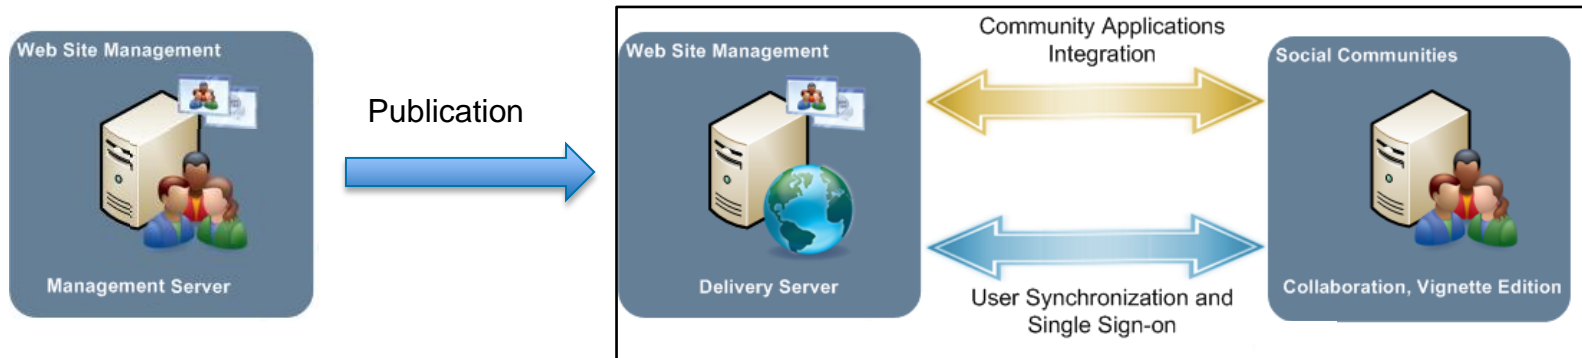 Web Site Management
Management Server
Publication
Web Site Management
Delivery Server
Community Applications
Integration
User Synchronization and
Single Sign-on
Social Communities
Collaboration, Vignette Edition